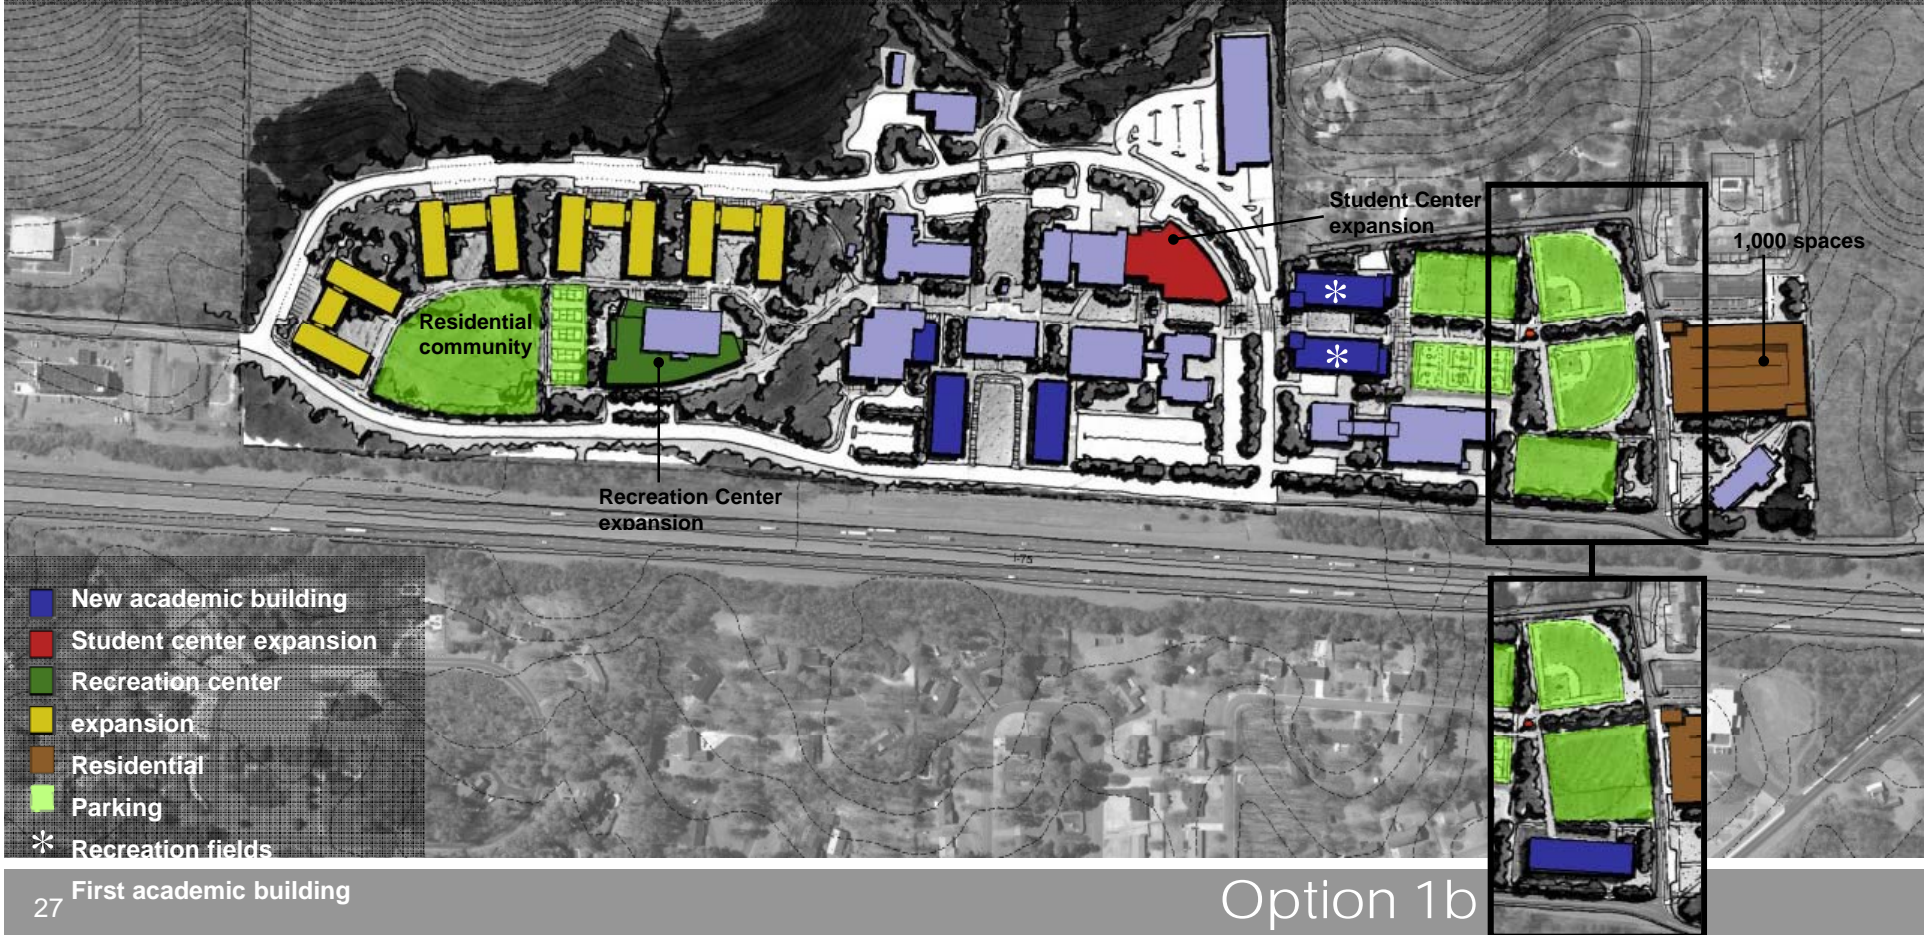 Student Center
expansion
1,000 spaces
Residential
community
Recreation Center
expansion
I-75
New academic building
Student center expansion
Recreation center
expansion
Residential
Parking
* Recreation fields
First academic building
27
Option 1b
*
*